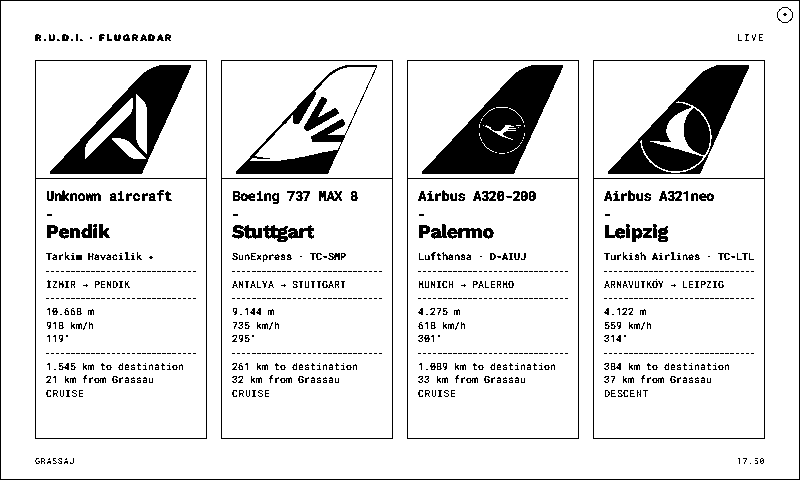 R.U.D.I. · FLUGRADAR
LIVE
Unknown aircraft
-
Pendik
Tarkim Havacilik ·
IZMIR → PENDIK
10.668 m
918 km/h
119°
1.545 km to destination
21 km from Grassau
CRUISE
Boeing 737 MAX 8
-
Stuttgart
SunExpress · TC-SMP
ANTALYA → STUTTGART
9.144 m
735 km/h
295°
261 km to destination
32 km from Grassau
CRUISE
Airbus A320-200
-
Palermo
Lufthansa · D-AIUJ
MUNICH → PALERMO
4.275 m
618 km/h
301°
1.089 km to destination
33 km from Grassau
CRUISE
Airbus A321neo
-
Leipzig
Turkish Airlines · TC-LTL
ARNAVUTKÖY → LEIPZIG
4.122 m
559 km/h
314°
384 km to destination
37 km from Grassau
DESCENT
GRASSAU
17.50